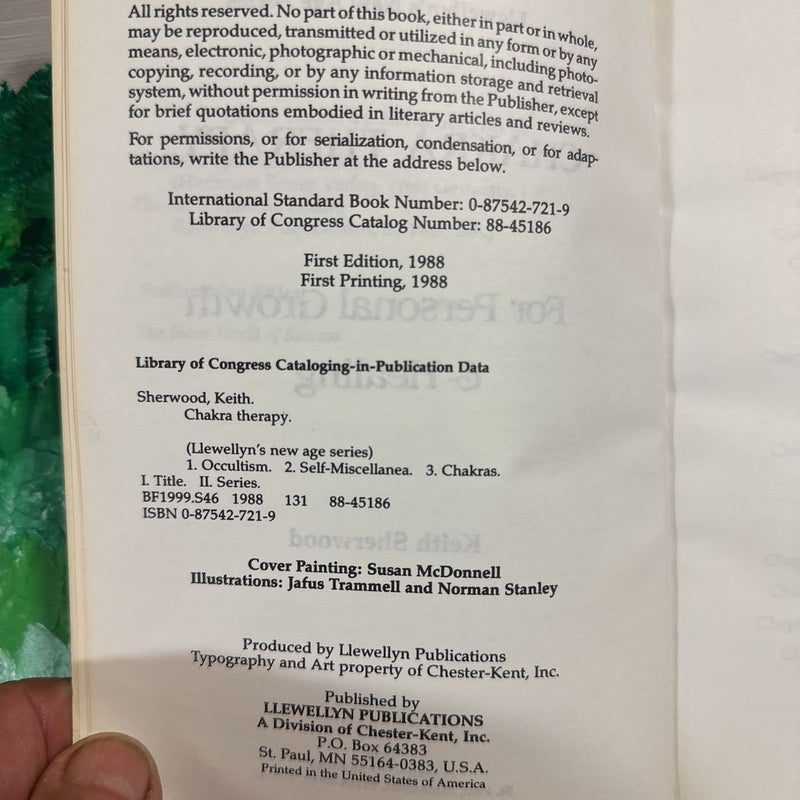 All rights reserved. No part of this book, either in part or in whole,
may be reproduced, transmitted or utilized in any form or by any
means, electronic, photographic or mechanical, including photo-
copying, recording, or by any information storage and retrieval
system, without permission in writing from the Publisher, except
for brief quotations embodied in literary articles and reviews.
For permissions, or for serialization, condensation, or for adap-
tations, write the Publisher at the address below.
International Standard Book Number: 0-87542-721-9
Library of Congress Catalog Number: 88-45186
First Edition, 1988
First Printing, 1988
Library of Congress Cataloging-in-Publication Data
Sherwood, Keith.
Chakra therapy.
(Llewellyn's new age series)
1. Occultism. 2. Self-Miscellanea. 3. Chakras.
I. Title. II. Series.
BF1999.S46 1988 131 88-45186
ISBN 0-87542-721-9
Cover Painting: Susan McDonnell
Illustrations: Jafus Trammell and Norman Stanley
Produced by Llewellyn Publications
Typography and Art property of Chester-Kent, Inc.
Published by
LLEWELLYN PUBLICATIONS
A Division of Chester-Kent, Inc.
P.O. Box 64383
St. Paul, MN 55164-0383, U.S.A.
Printed in the United States of America